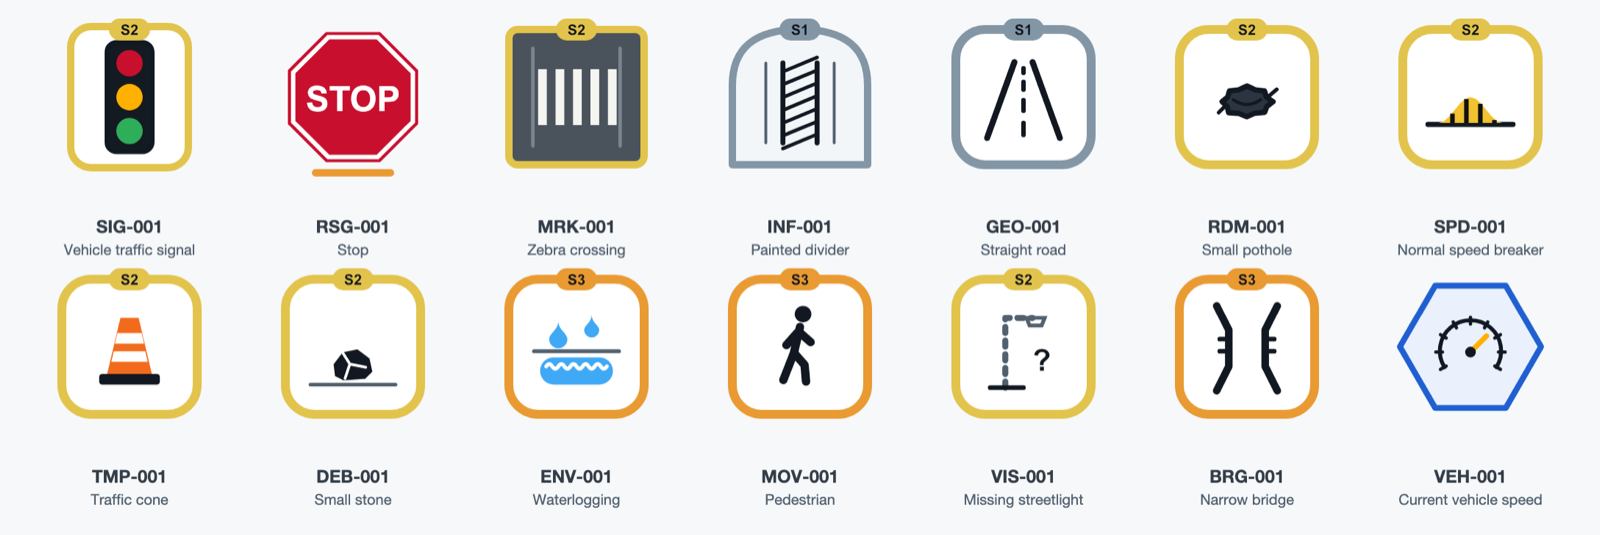 S2
STOP
S2
S1
S1
S2
S2
SIG-001
Vehicle traffic signal
RSG-001
Stop
MRK-001
Zebra crossing
INF-001
Painted divider
GEO-001
Straight road
RDM-001
Small pothole
SPD-001
Normal speed breaker
S2
S2
S3
S3
S2
?
S3
TMP-001
Traffic cone
DEB-001
Small stone
ENV-001
Waterlogging
MOV-001
Pedestrian
VIS-001
Missing streetlight
BRG-001
Narrow bridge
VEH-001
Current vehicle speed